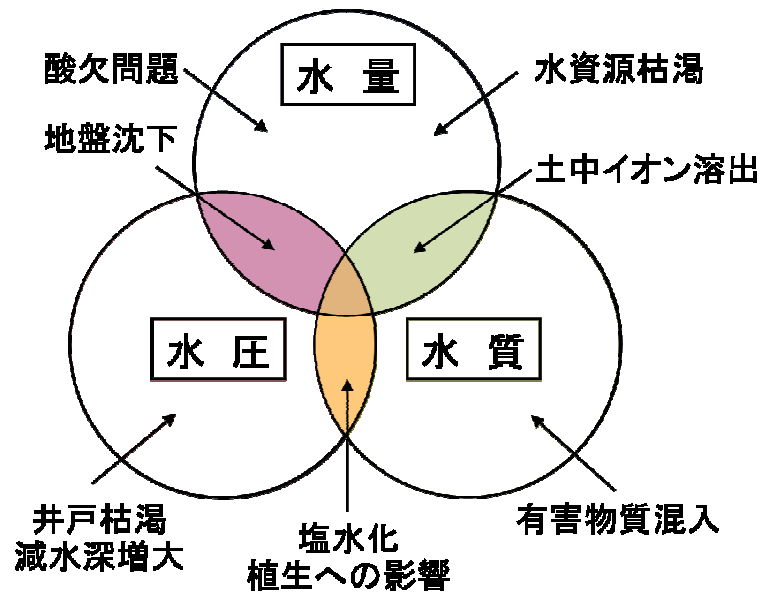 水 量
酸欠問題
水資源枯渇
地盤沈下
土中イオン溶出
水 圧
水 質
井戸枯渇
減水深増大
塩水化
植生への影響
有害物質混入